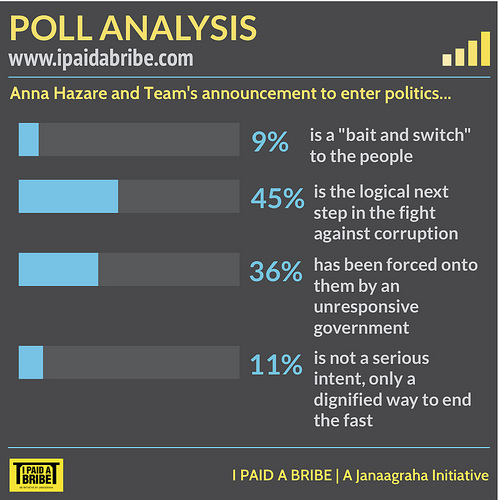 POLL ANALYSIS
www.ipaidabribe.com
Anna Hazare and Team's announcement to enter politics...
9%
is a "bait and switch"
to the people
45%
is the logical next
step in the fight
against corruption
36%
has been forced onto
them by an
unresponsive
government
11%
is not a serious
intent, only a
dignified way to end
the fast
I PAID A
BRIBE
I PAID A BRIBE | A Janaagraha Initiative